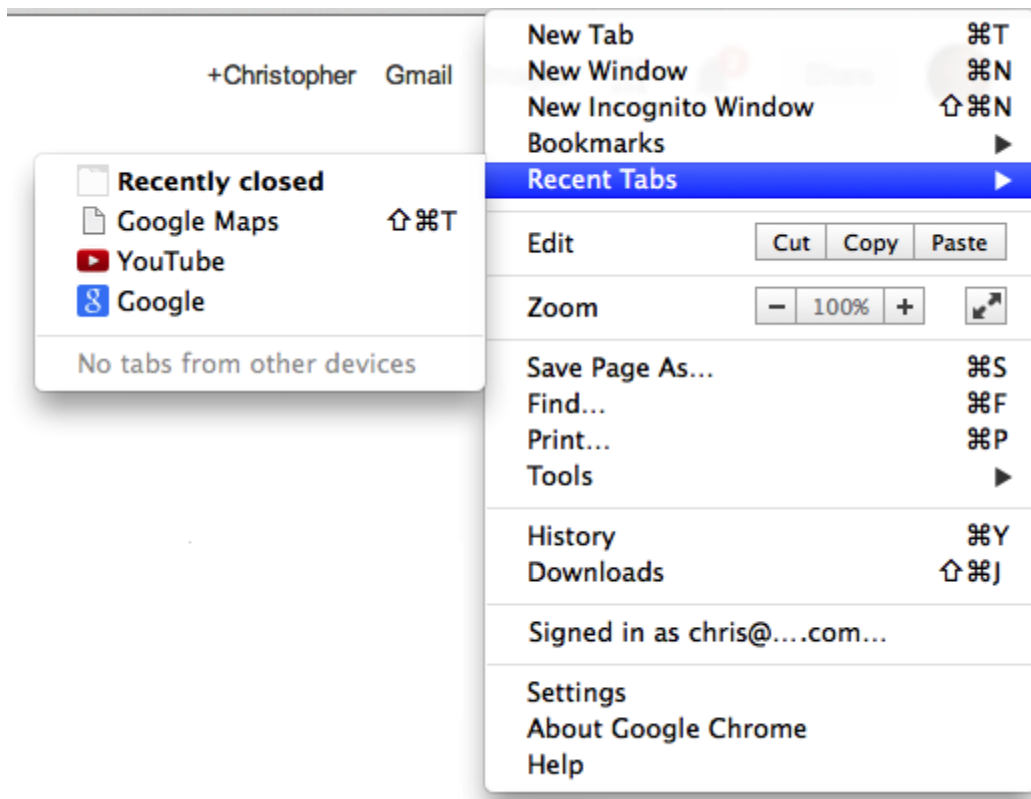 +Christopher Gmail
New Tab ⌘T
New Window ⌘N
New Incognito Window ⇧⌘N
Bookmarks ▶
Recent Tabs ▶
Recently closed
Google Maps ⇧⌘T
YouTube
Google
No tabs from other devices
Edit Cut Copy Paste
Zoom − 100% +
Save Page As... ⌘S
Find... ⌘F
Print... ⌘P
Tools ▶
History ⌘Y
Downloads ⇧⌘J
Signed in as chris@....com...
Settings
About Google Chrome
Help